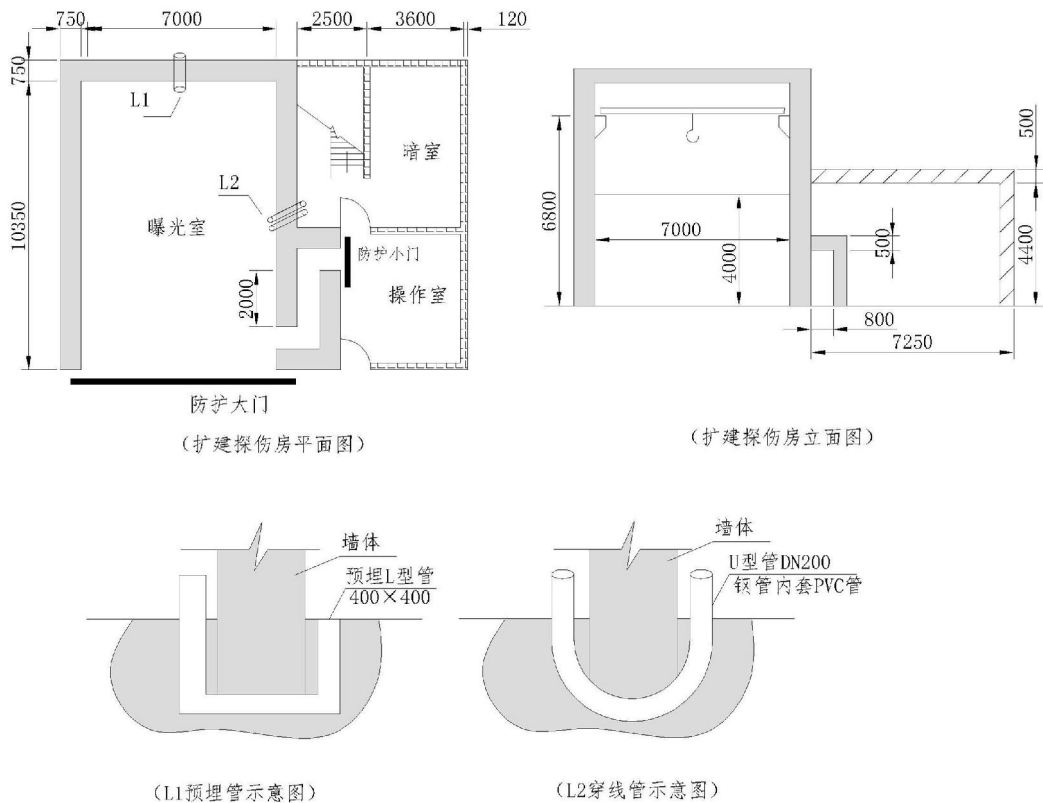 750
7000
2500
3600
120
750
10350
L1
L2
暗室
曝光室
防护小门
操作室
2000
防护大门
(扩建探伤房平面图)
6800
7000
4000
500
500
4400
800
7250
(扩建探伤房立面图)
墙体
预埋L型管
400×400
(L1预埋管示意图)
墙体
U型管DN200
钢管内套PVC管
(L2穿线管示意图)